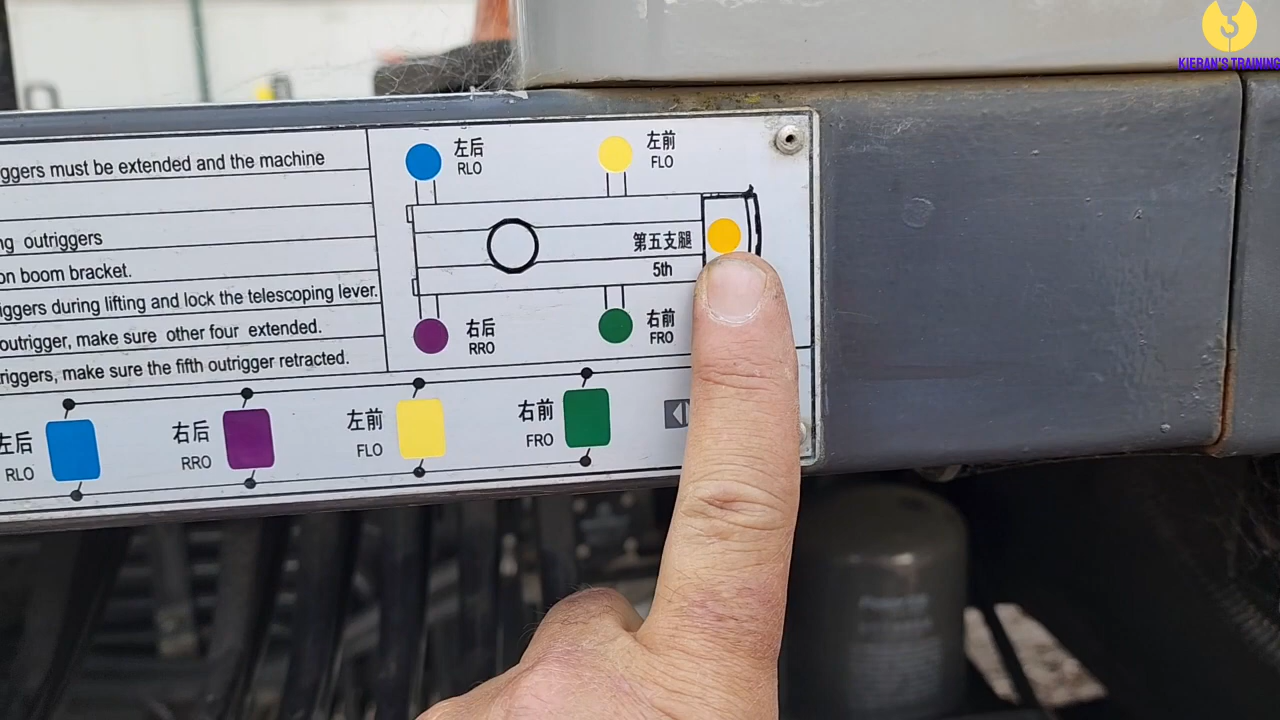 KIERAN'S TRAINING
ggers must be extended and the machine
ng outriggers
on boom bracket.
iggers during lifting and lock the telescoping lever.
outrigger, make sure other four extended.
riggers, make sure the fifth outrigger retracted.
左后
RLO
左前
FLO
第五支腿
5th
右后
RRO
右前
FRO
左后
RLO
右后
RRO
左前
FLO
右前
FRO